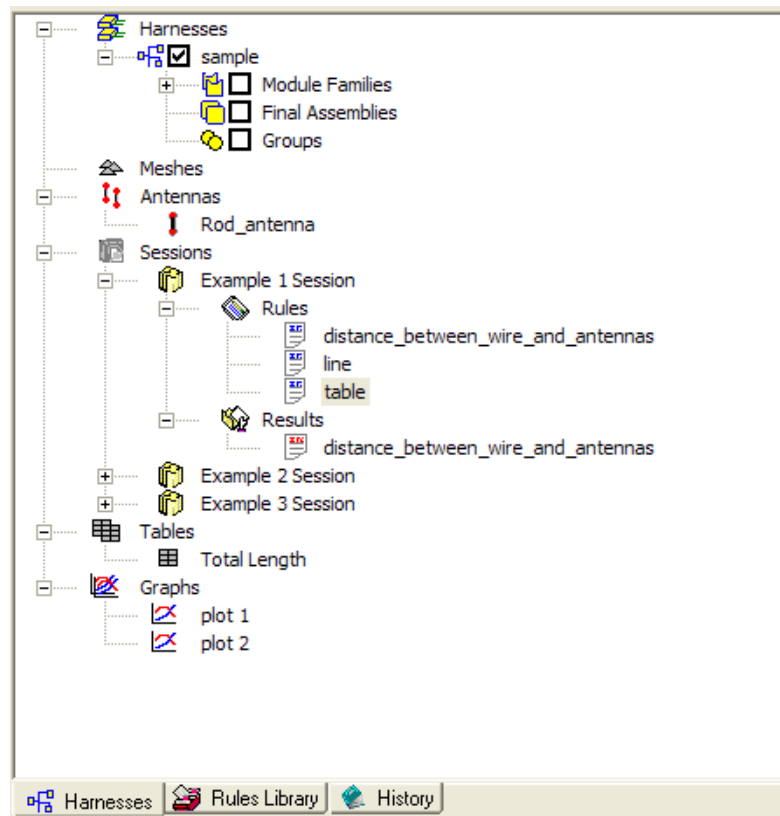 Harnesses
sample
Module Families
Final Assemblies
Groups
Meshes
Antennas
Rod_antenna
Sessions
Example 1 Session
Rules
distance_between_wire_and_antennas
line
table
Results
distance_between_wire_and_antennas
Example 2 Session
Example 3 Session
Tables
Total Length
Graphs
plot 1
plot 2
Harnesses Rules Library History